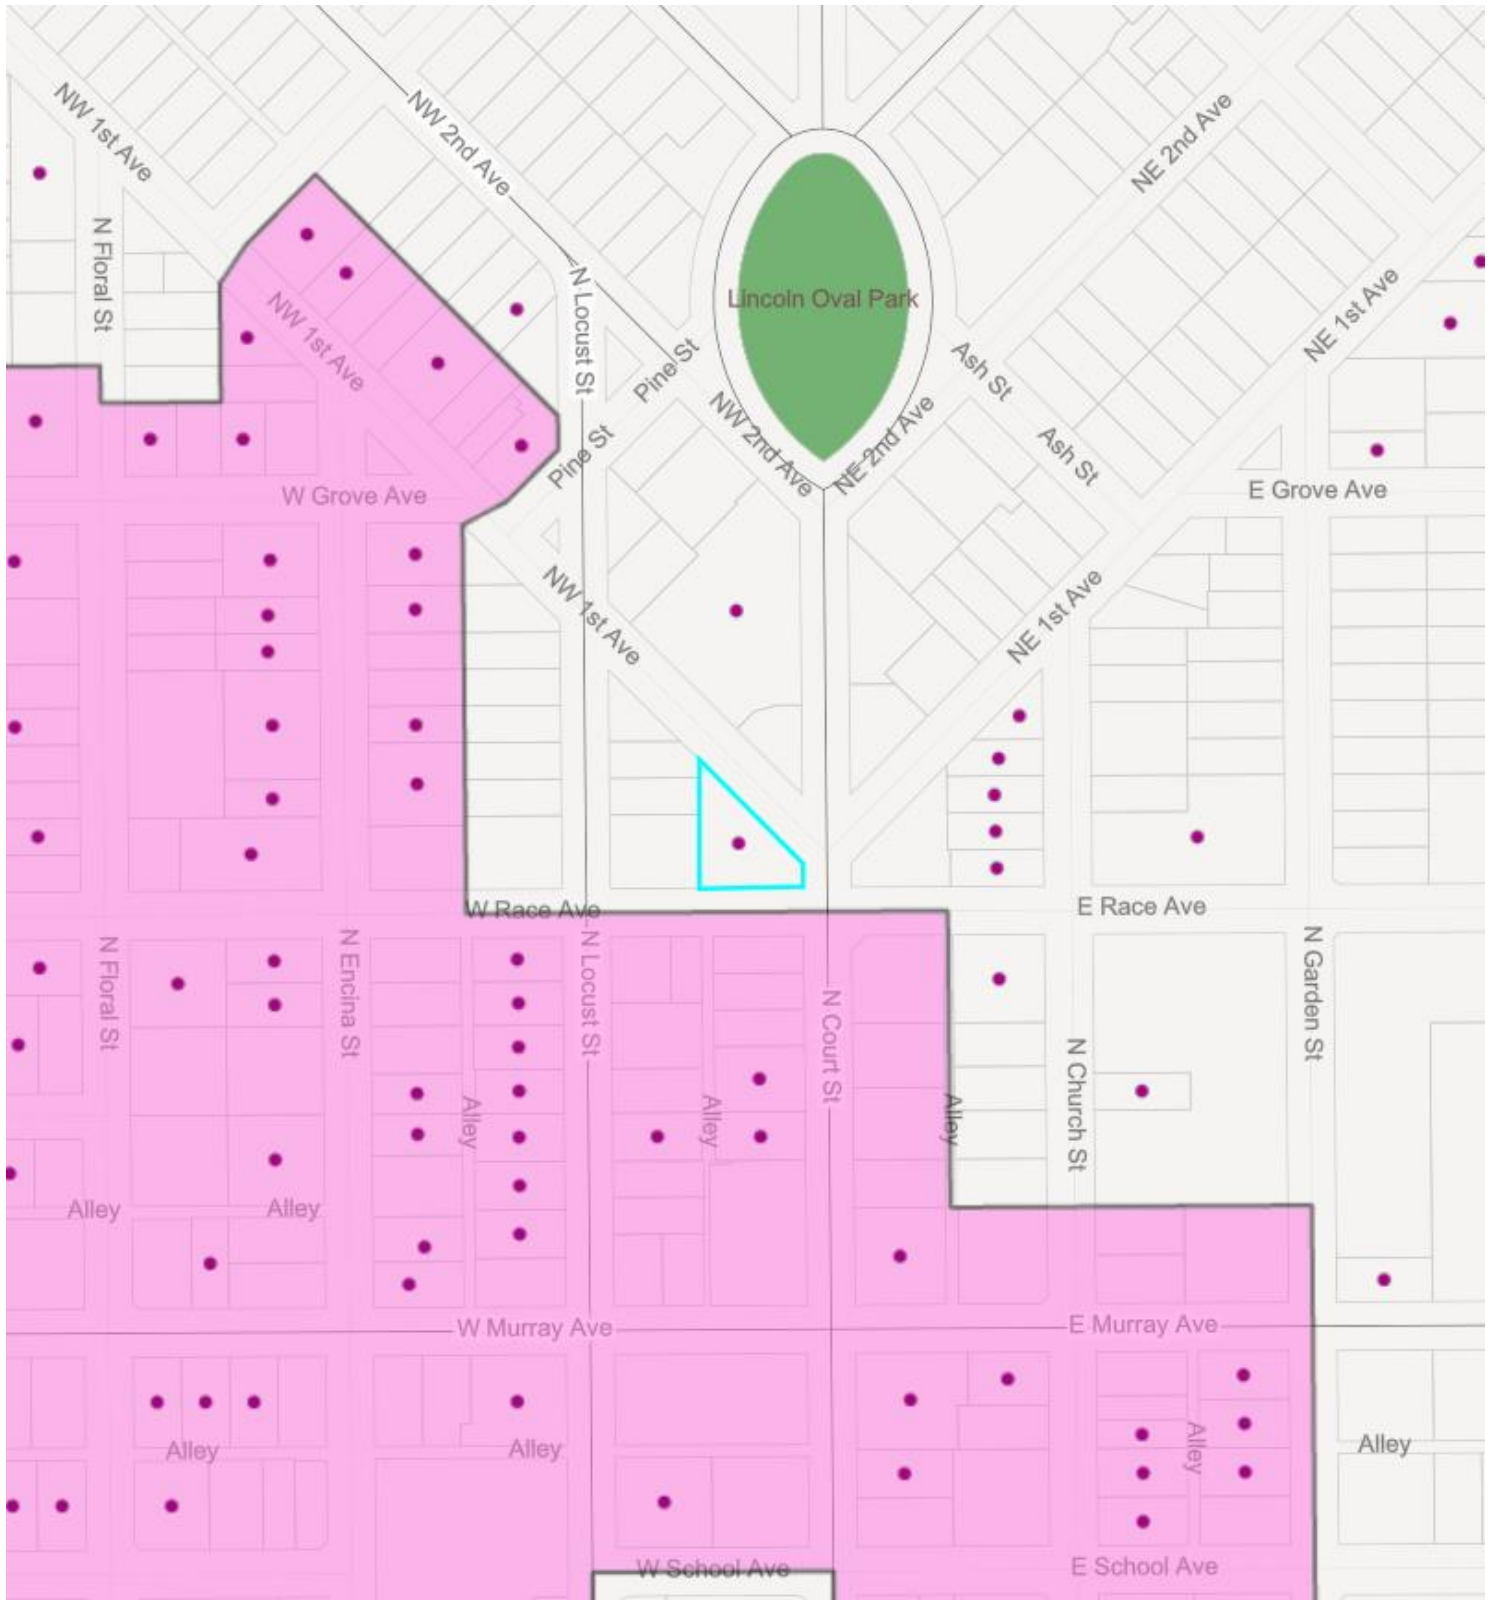 NW 1st Ave
NW 2nd Ave
NE 2nd Ave
N Floral St
N Locust St
Lincoln Oval Park
NW 1st Ave
NE 1st Ave
Pine St
Ash St
NW 2nd Ave
NE 2nd Ave
Pine St
Ash St
W Grove Ave
E Grove Ave
NW 1st Ave
NE 1st Ave
W Race Ave
E Race Ave
N Floral St
N Encina St
N Locust St
N Court St
N Church St
N Garden St
Alley
Alley
Alley
Alley
Alley
W Murray Ave
E Murray Ave
Alley
Alley
Alley
Alley
W School Ave
E School Ave